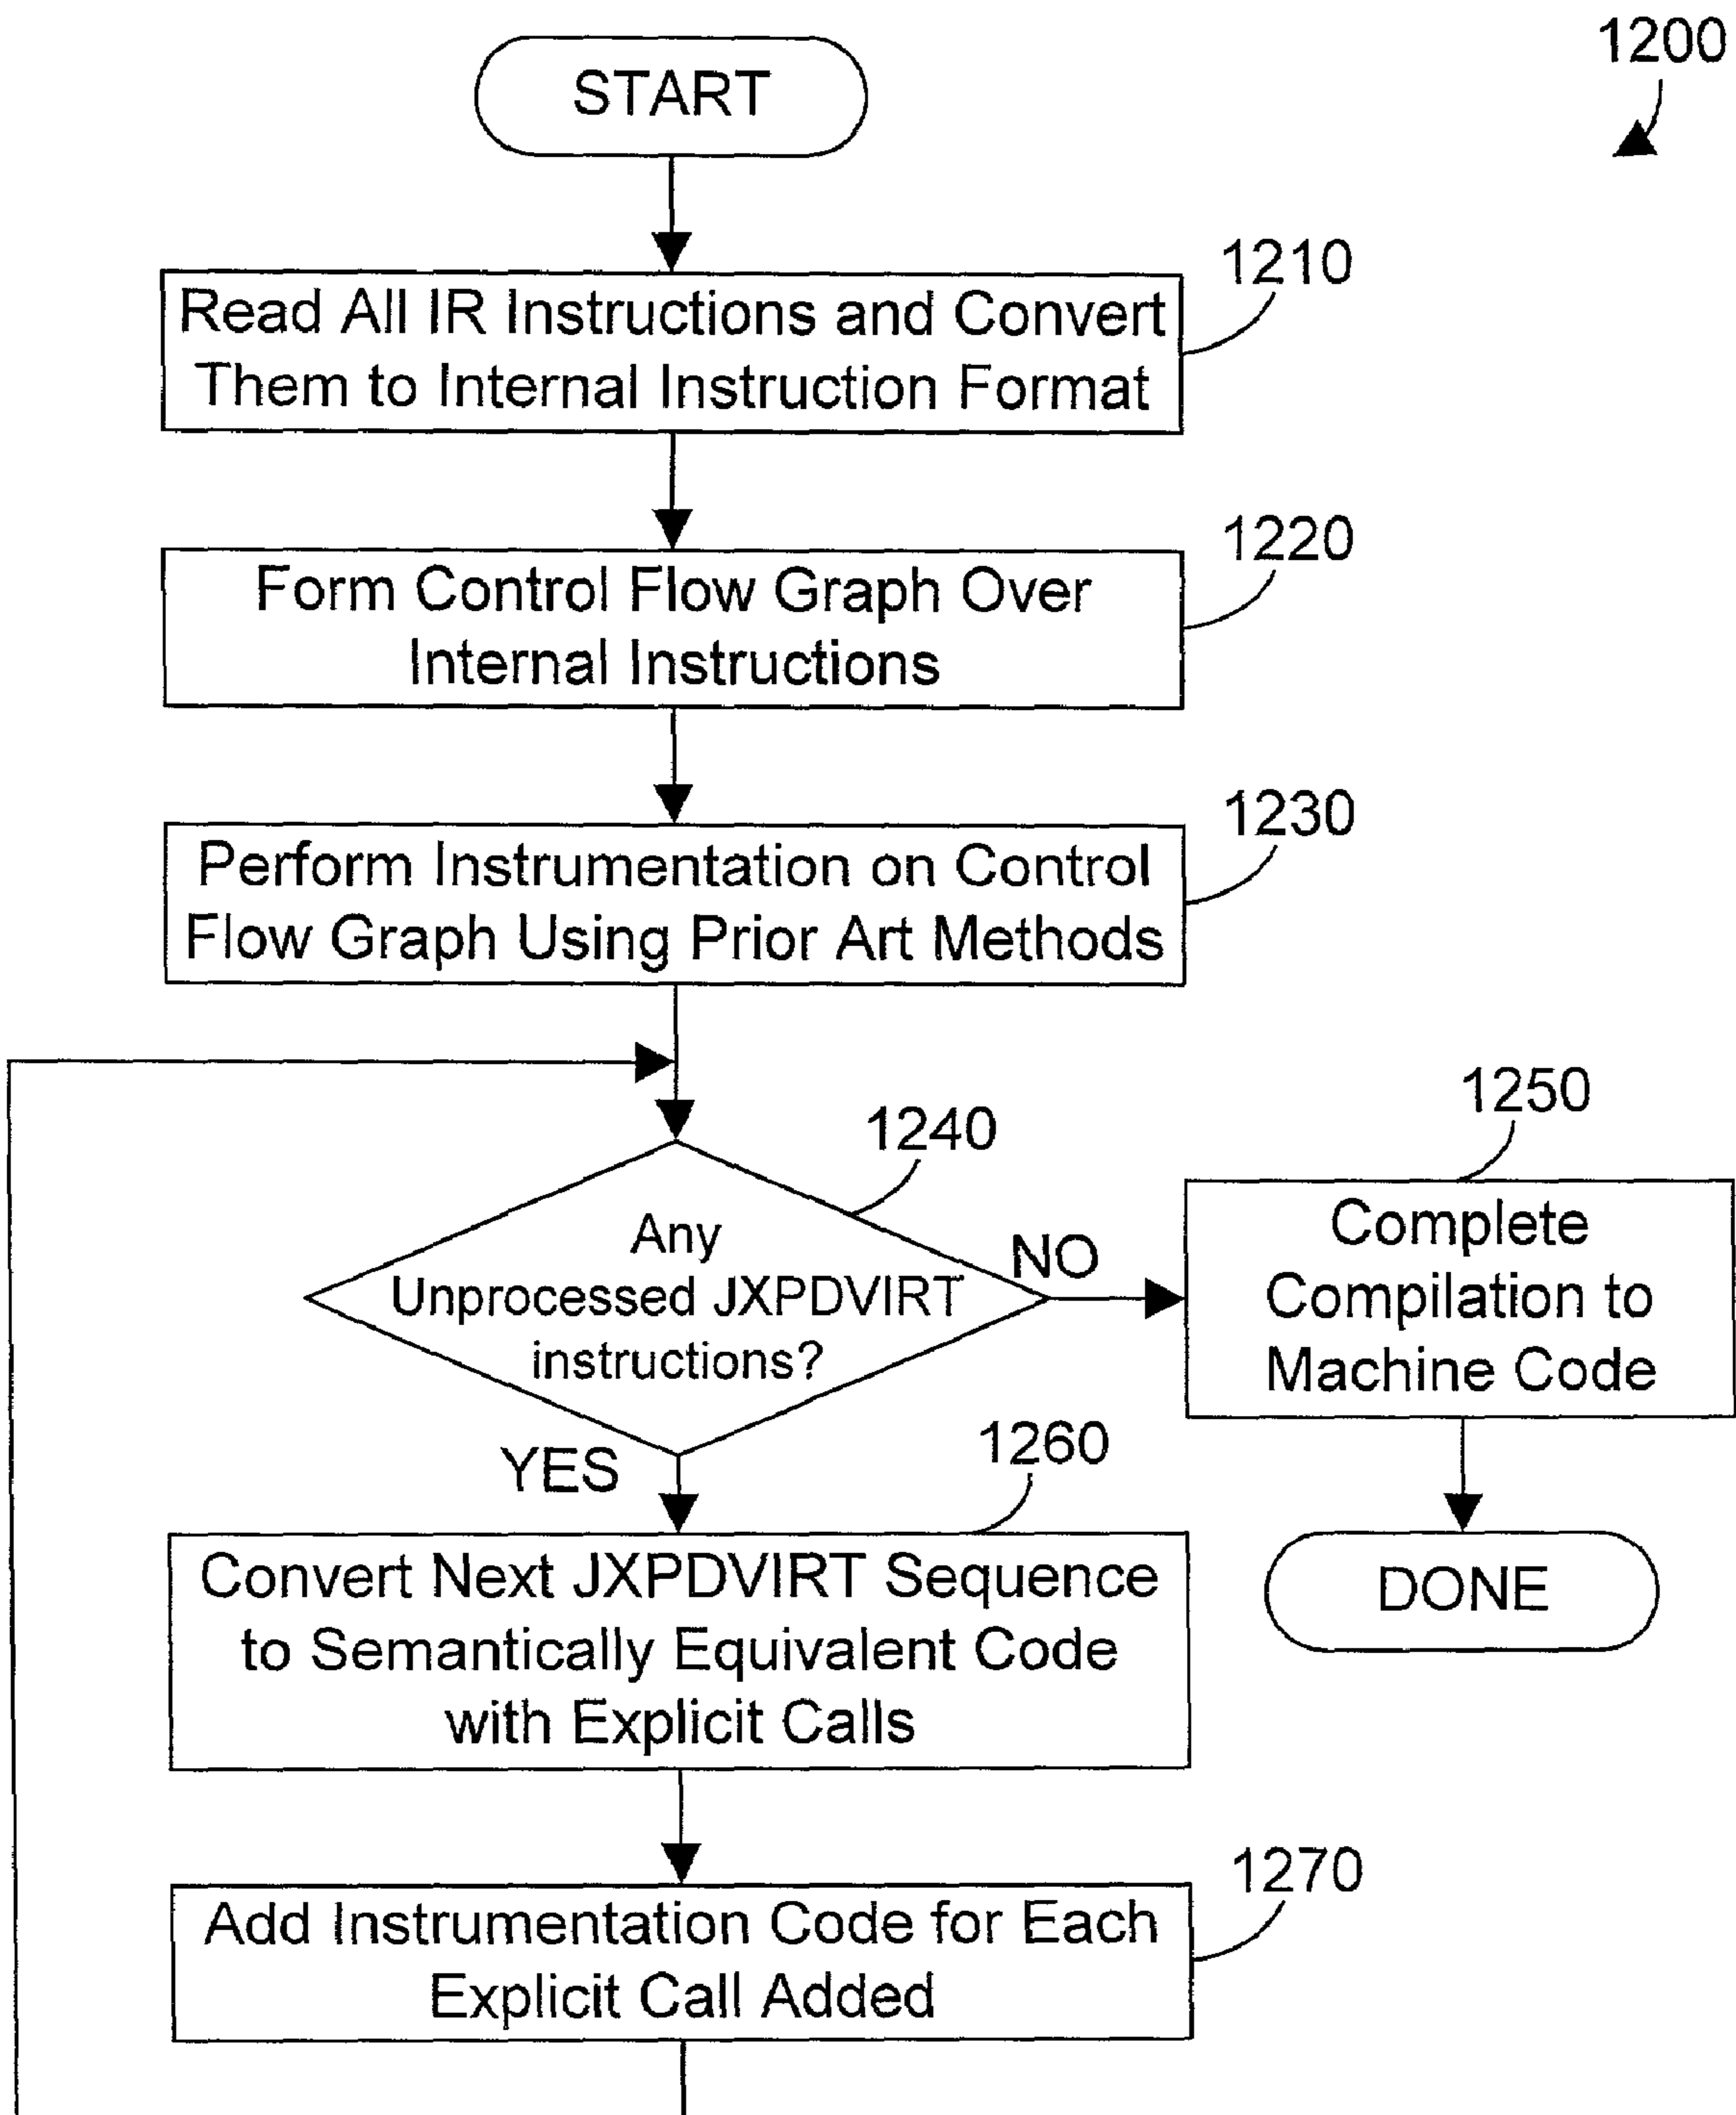 1200
START
1210
Read All IR Instructions and Convert
Them to Internal Instruction Format
1220
Form Control Flow Graph Over
Internal Instructions
1230
Perform Instrumentation on Control
Flow Graph Using Prior Art Methods
1240
Any
Unprocessed JXPDVIRT
instructions?
NO
1250
Complete
Compilation to
Machine Code
YES
1260
Convert Next JXPDVIRT Sequence
to Semantically Equivalent Code
with Explicit Calls
DONE
1270
Add Instrumentation Code for Each
Explicit Call Added